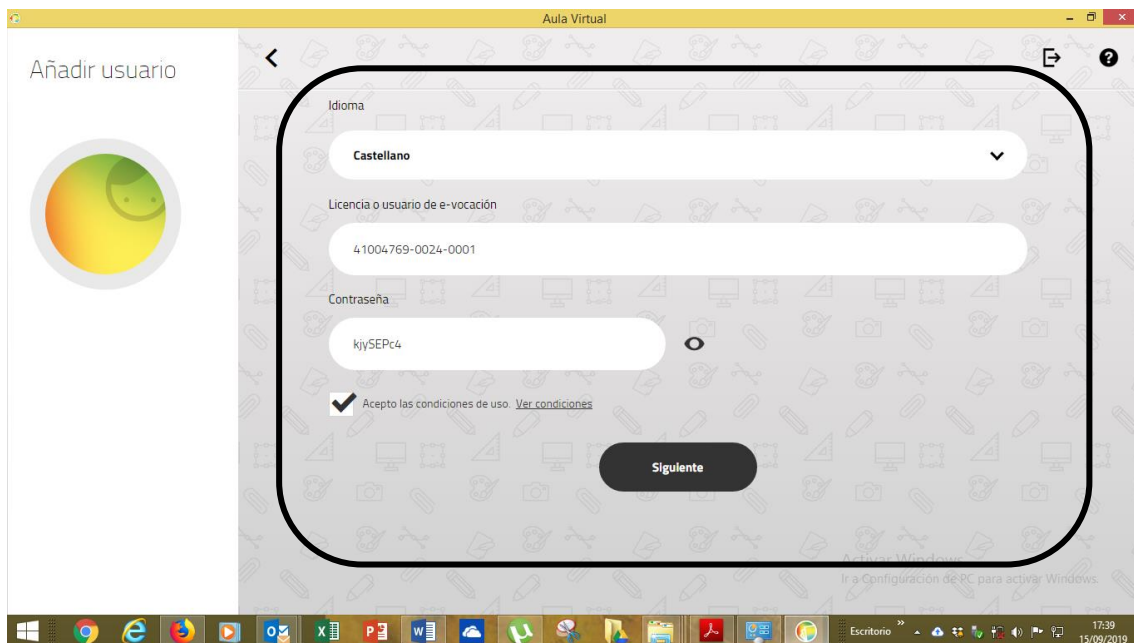 Aula Virtual
Añadir usuario
Idioma
Castellano
Licencia o usuario de e-vocación
41004769-0024-0001
Contraseña
kjySEPc4
Acepto las condiciones de uso. Ver condiciones
Siguiente
Activar Windows
Ir a Configuración de PC para activar Windows.
Escritorio
17:39
15/09/2019